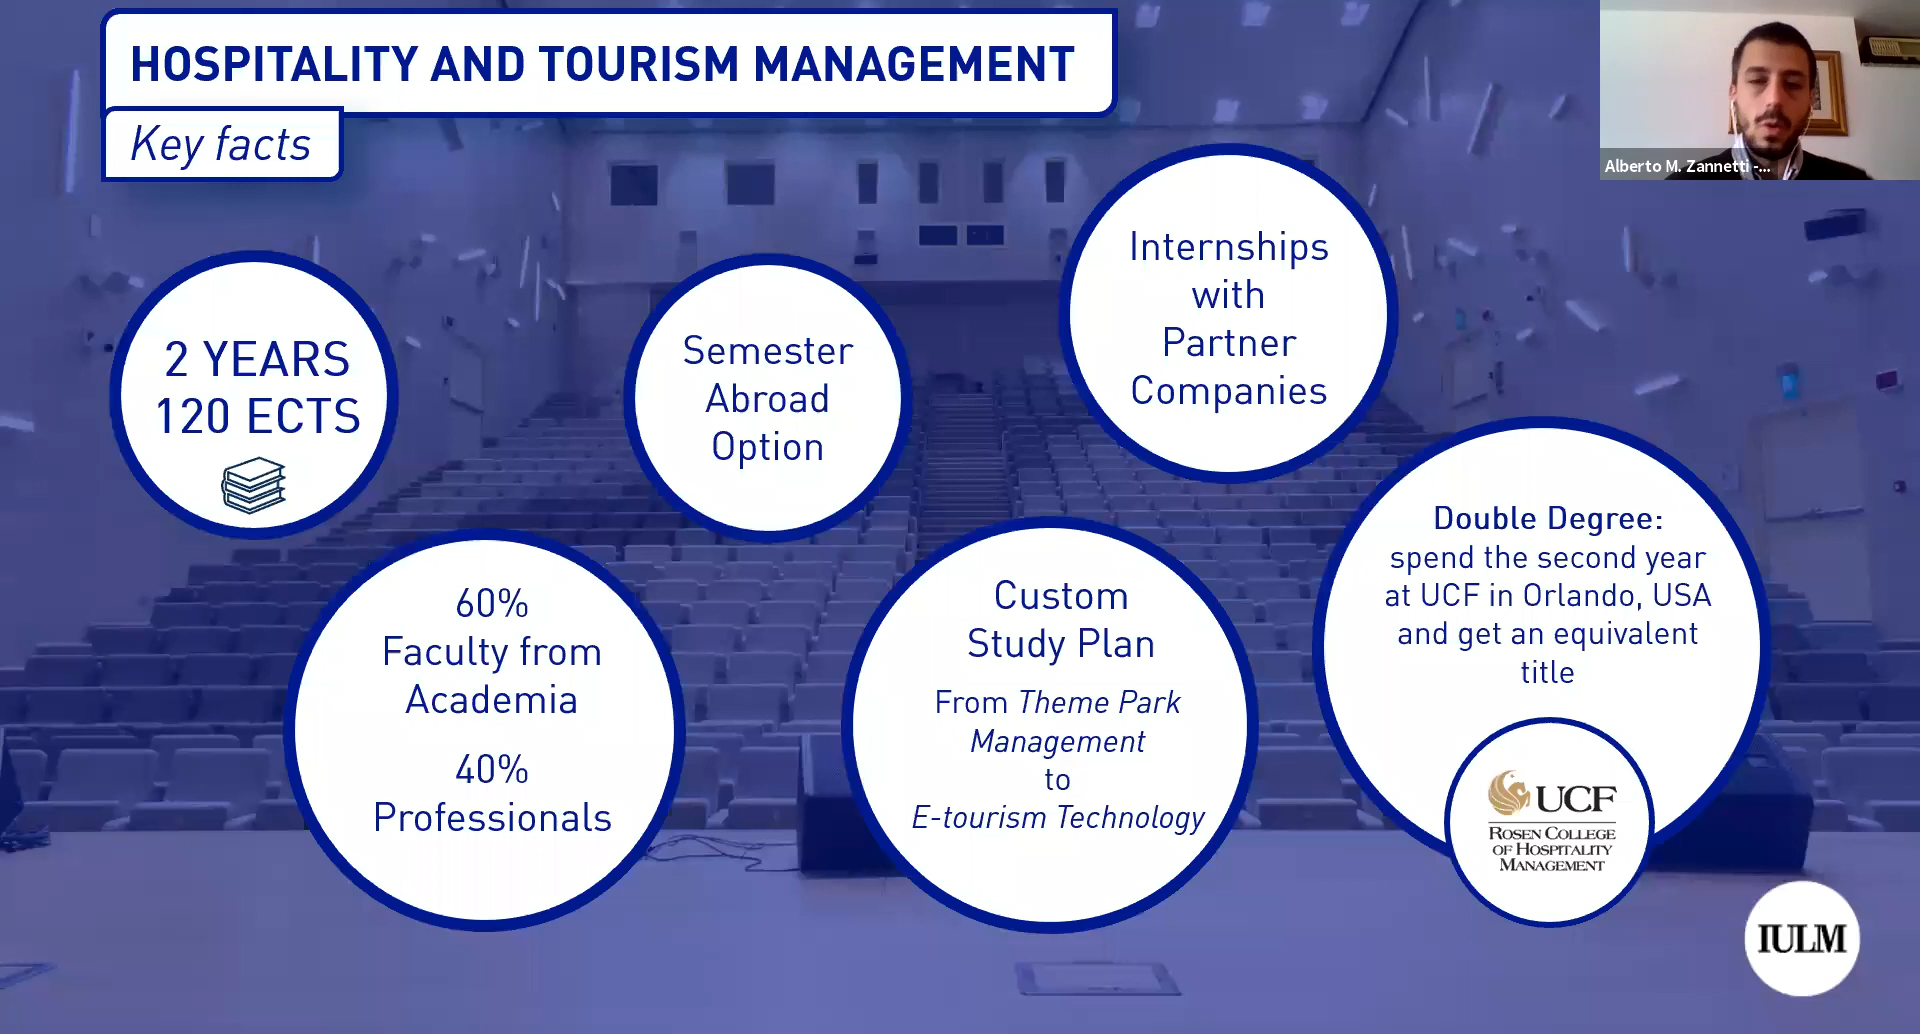 HOSPITALITY AND TOURISM MANAGEMENT
Key facts
Alberto M. Zannetti -...
2 YEARS
120 ECTS
Semester
Abroad
Option
Internships
with
Partner
Companies
60%
Faculty from
Academia
40%
Professionals
Custom
Study Plan
From Theme Park
Management
to
E-tourism Technology
Double Degree:
spend the second year
at UCF in Orlando, USA
and get an equivalent
title
UCF
ROSEN COLLEGE
OF HOSPITALITY
MANAGEMENT
IULM